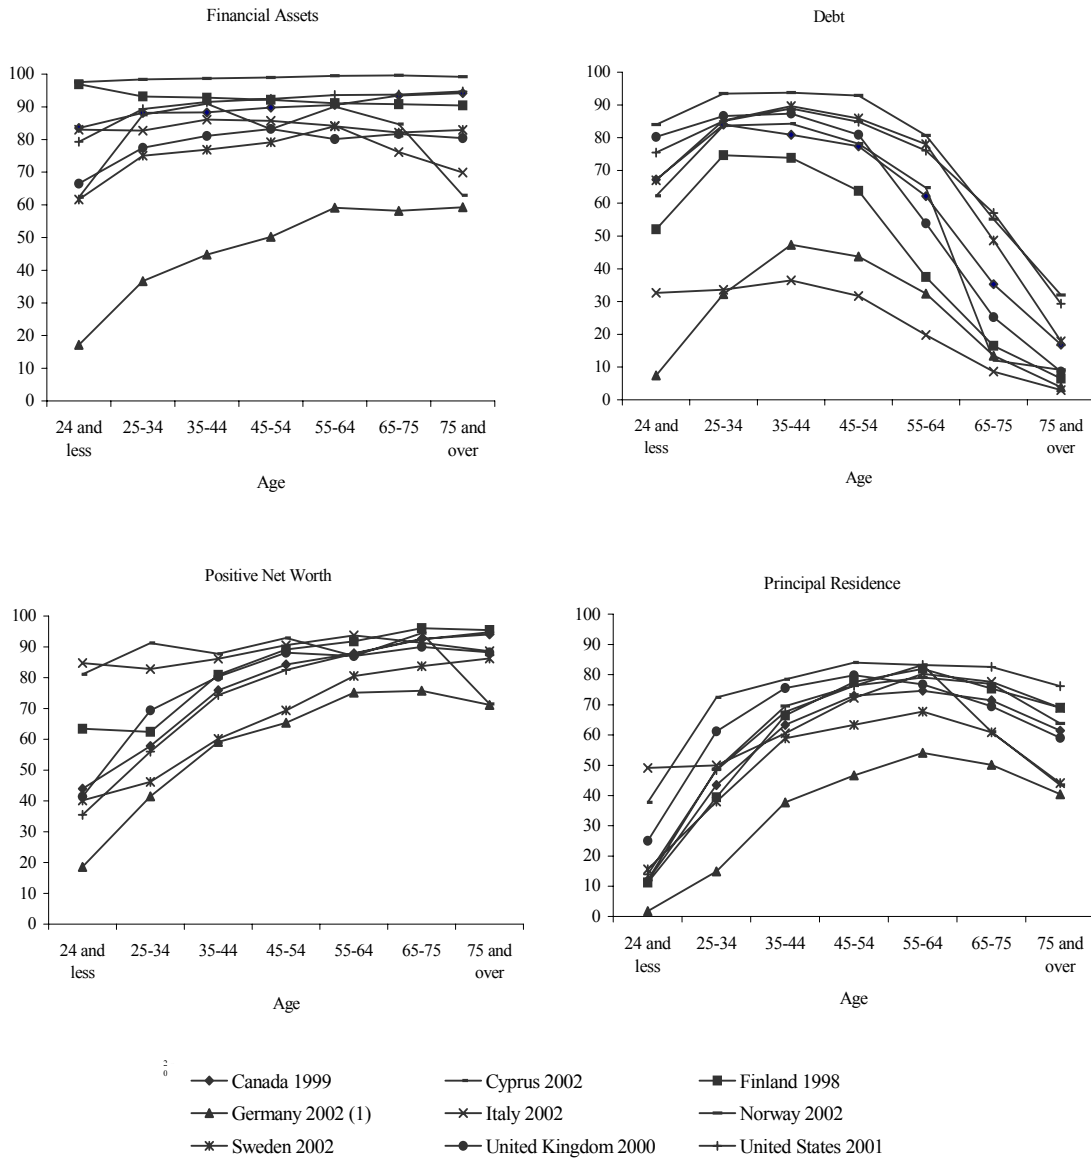 Financial Assets
100
90
80
70
60
50
40
30
20
10
0
24 and less
25-34
35-44
45-54
55-64
65-75
75 and over
Age
Debt
100
90
80
70
60
50
40
30
20
10
0
24 and less
25-34
35-44
45-54
55-64
65-75
75 and over
Age
Positive Net Worth
100
90
80
70
60
50
40
30
20
10
0
24 and less
25-34
35-44
45-54
55-64
65-75
75 and over
Age
Principal Residence
100
90
80
70
60
50
40
30
20
10
0
24 and less
25-34
35-44
45-54
55-64
65-75
75 and over
Age
2
0
Canada 1999
Cyprus 2002
Finland 1998
Germany 2002 (1)
Italy 2002
Norway 2002
Sweden 2002
United Kingdom 2000
United States 2001